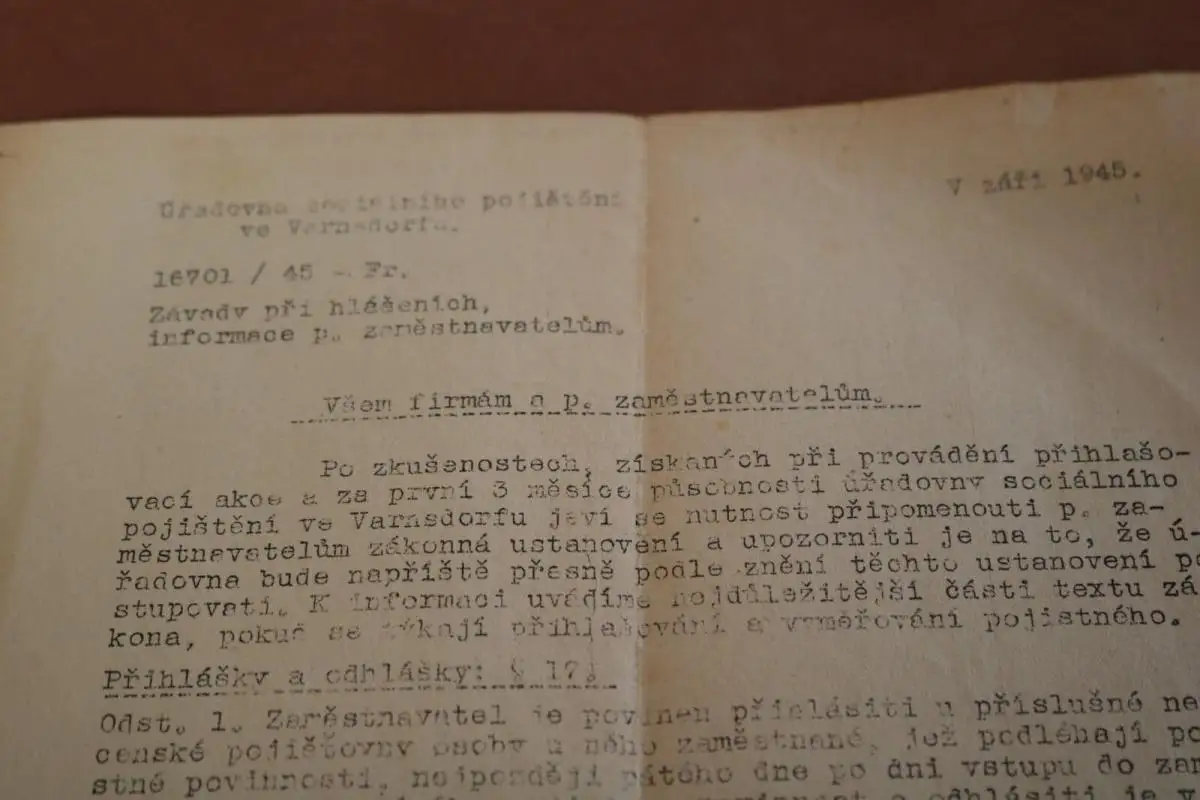 Úřadovna sociálního pojištění
ve Varnsdorfu.
V září 1945.
16701 / 45 - Fr.
Závady při hlášeních,
informace p. zaměstnavatelům.
Všem firmám a p. zaměstnavatelům.
Po zkušenostech, získaných při provádění přihlašo-
vací akce a za první 3 měsíce působnosti úřadovny sociálního
pojištění ve Varnsdorfu jeví se nutnost připomenouti p. za-
městnavatelům zákonná ustanovení a upozorniti je na to, že ú-
řadovna bude napříště přesně podle znění těchto ustanovení po
stupovati. K informaci uvádíme nejdůležitější části textu zá
kona, pokud se týkají přihlašování a vyměřování pojistného.
Přihlášky a odhlášky: § 17;
Odst. 1. Zaměstnavatel je povinen přihlásiti u příslušné ne
censké pojišťovny osoby u něho zaměstnané, jež podléhají po
stné povinnosti, nejpozději pátého dne po dni vstupu do zam
a odhlásiti je v